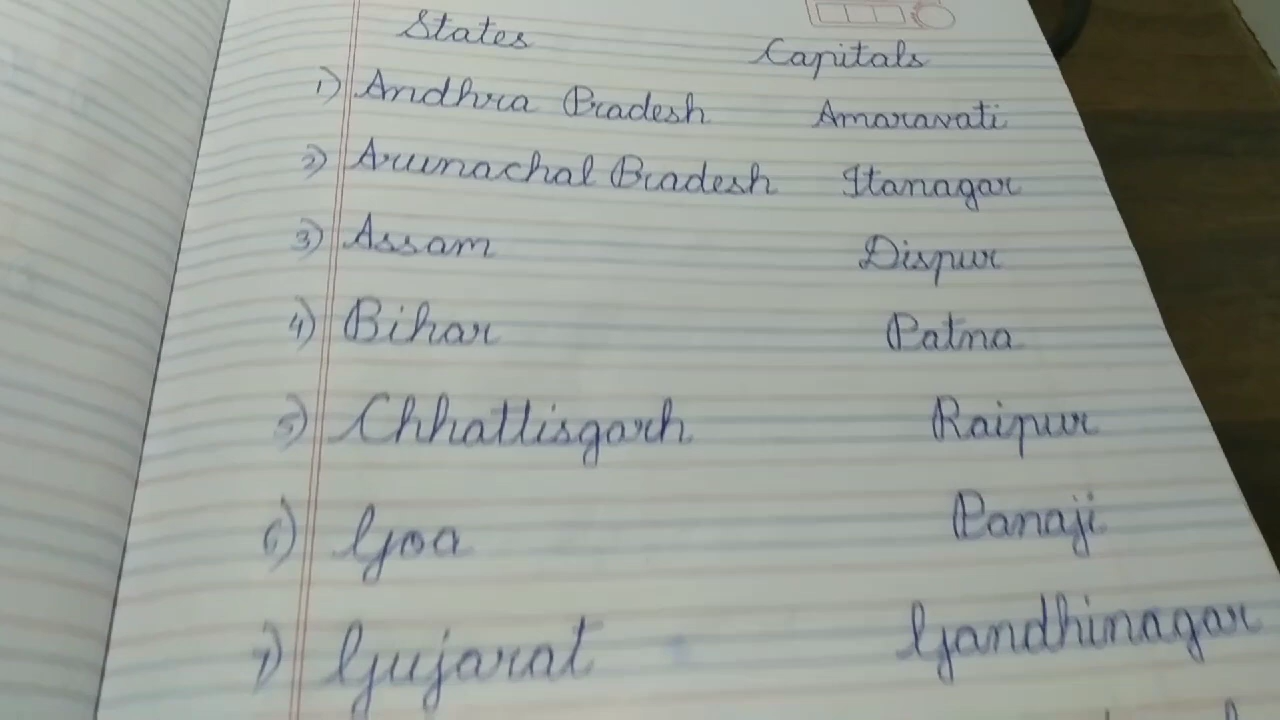 States Capitals
1) Andhra Pradesh Amaravati
2) Arunachal Pradesh Itanagar
3) Assam Dispur
4) Bihar Patna
5) Chhattisgarh Raipur
6) Goa Panaji
7) Gujarat Gandhinagar